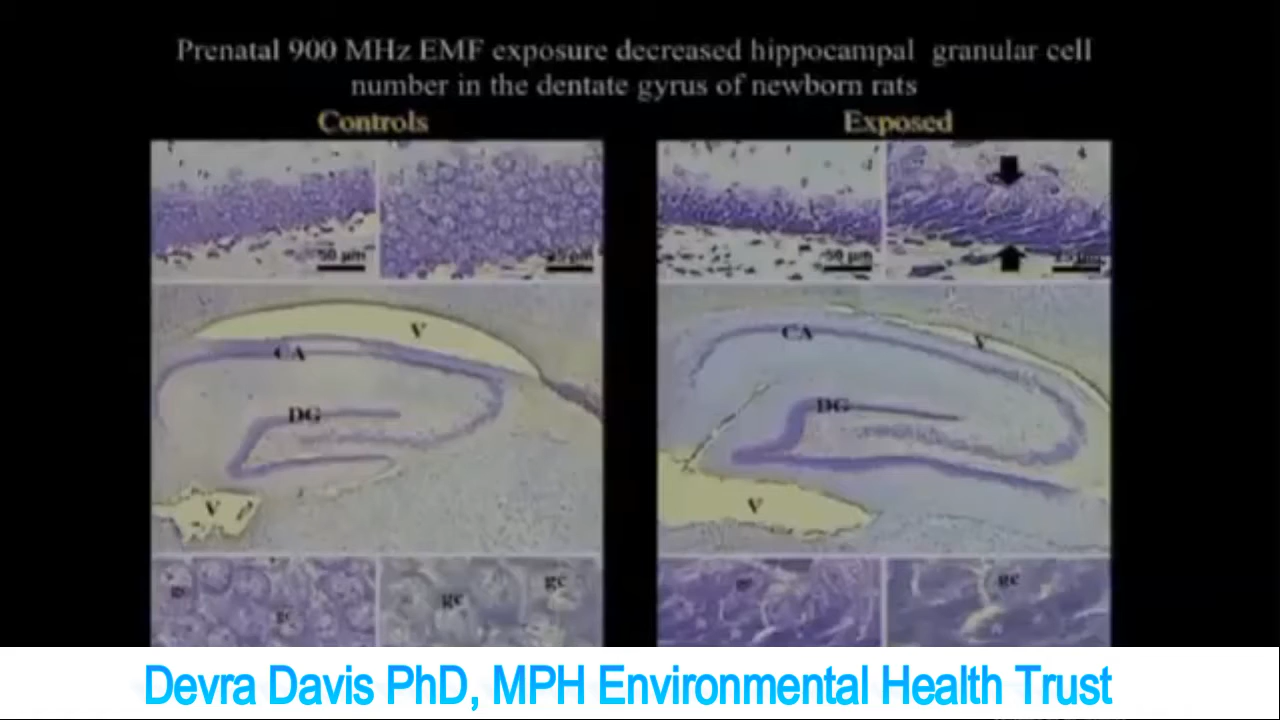 Prenatal 900 MHz EMF exposure decreased hippocampal granular cell
number in the dentate gyrus of newborn rats
Controls Exposed
50 µm
50 µm
V
CA
DG
V
CA
V
DG
V
gc
gc
gc
Devra Davis PhD, MPH Environmental Health Trust